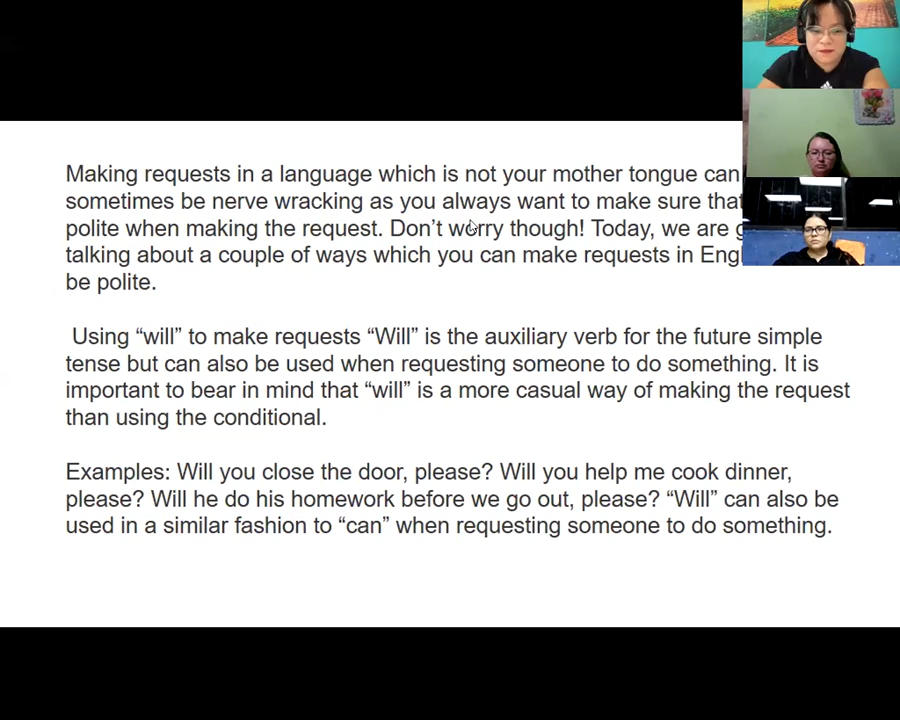 Making requests in a language which is not your mother tongue can
sometimes be nerve wracking as you always want to make sure that
polite when making the request. Don’t worry though! Today, we are
talking about a couple of ways which you can make requests in
be polite.
Using “will” to make requests “Will” is the auxiliary verb for the future simple
tense but can also be used when requesting someone to do something. It is
important to bear in mind that “will” is a more casual way of making the request
than using the conditional.
Examples: Will you close the door, please? Will you help me cook dinner,
please? Will he do his homework before we go out, please? “Will” can also be
used in a similar fashion to “can” when requesting someone to do something.